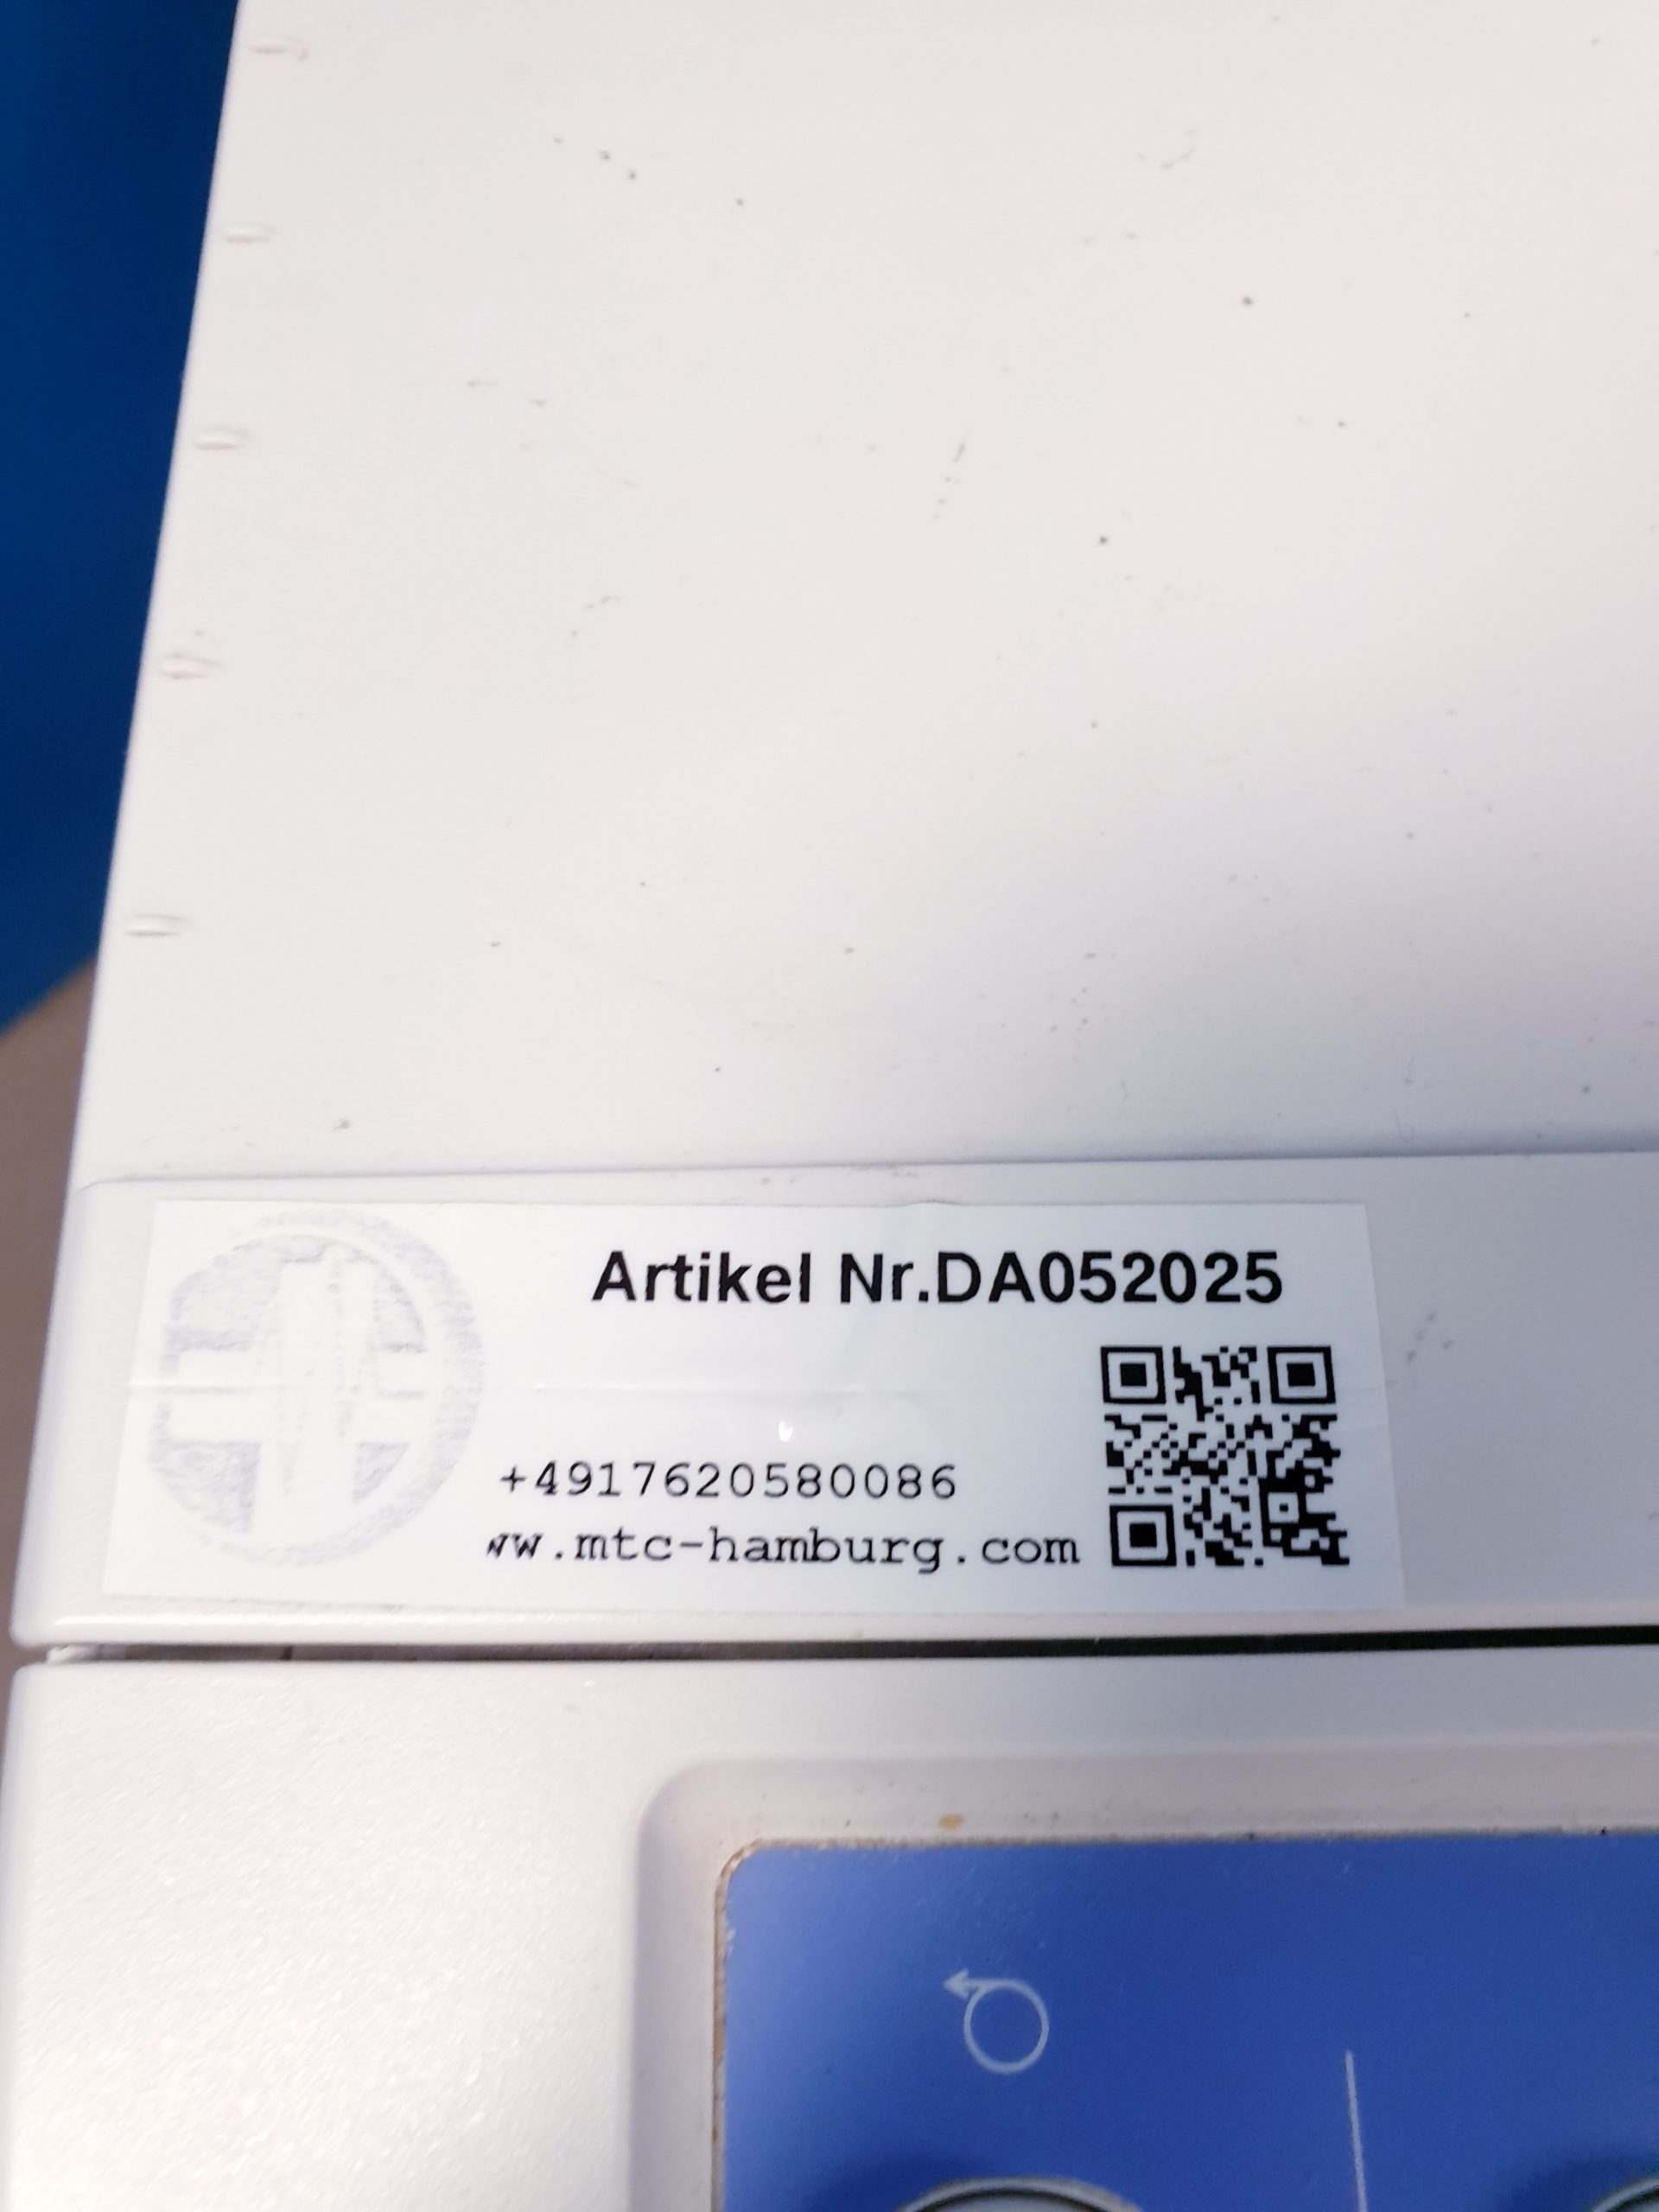 Artikel Nr.DA052025
+4917620580086
ww.mtc-hamburg.com